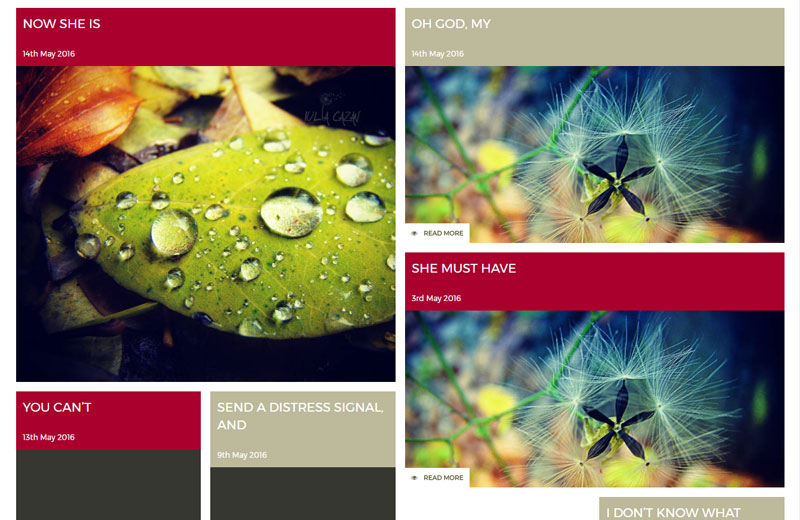 NOW SHE IS
14th May 2016
IULIA CAZAN
OH GOD, MY
14th May 2016
READ MORE
SHE MUST HAVE
3rd May 2016
READ MORE
YOU CAN'T
13th May 2016
SEND A DISTRESS SIGNAL,
AND
9th May 2016
I DON'T KNOW WHAT